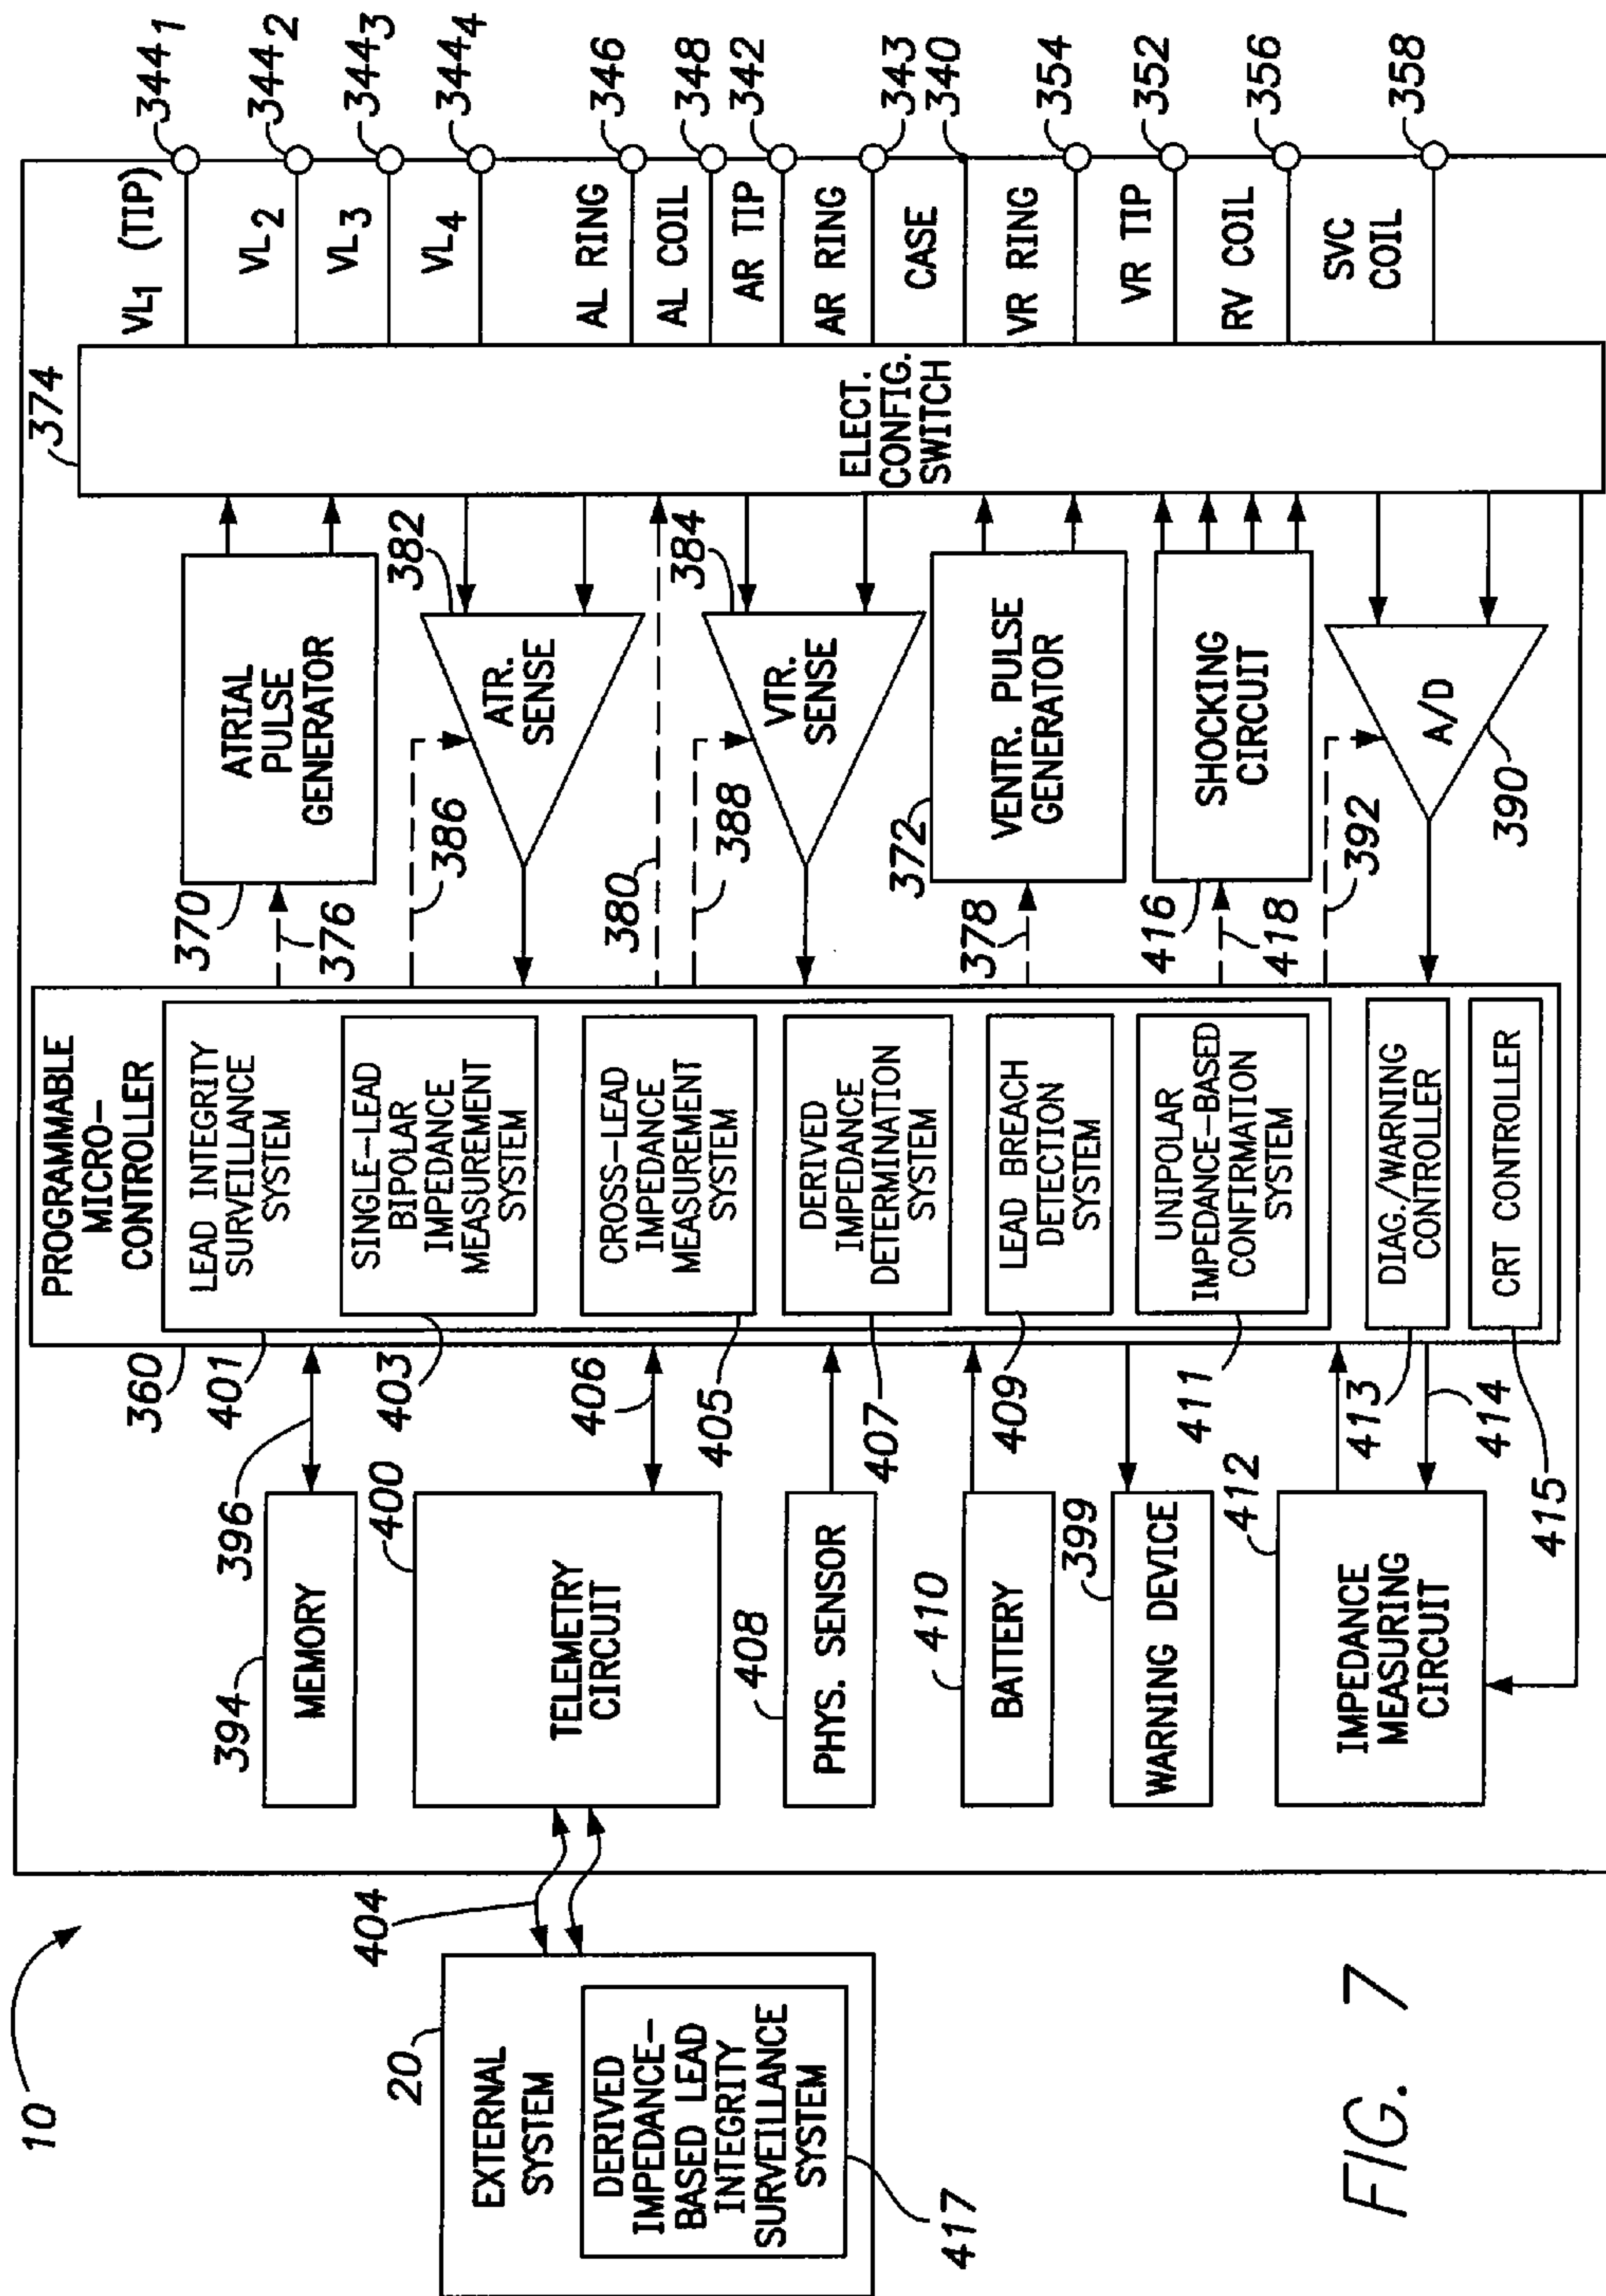 10
20
EXTERNAL
SYSTEM
DERIVED
IMPEDANCE-
BASED LEAD
INTEGRITY
SURVEILLANCE
SYSTEM
417
404
394
MEMORY
396
400
TELEMETRY
CIRCUIT
406
408
PHYS. SENSOR
410
BATTERY
399
WARNING DEVICE
412
IMPEDANCE
MEASURING
CIRCUIT
414
360
PROGRAMMABLE
MICRO-
CONTROLLER
401
LEAD INTEGRITY
SURVEILLANCE
SYSTEM
403
SINGLE-LEAD
BIPOLAR
IMPEDANCE
MEASUREMENT
SYSTEM
405
CROSS-LEAD
IMPEDANCE
MEASUREMENT
SYSTEM
407
DERIVED
IMPEDANCE
DETERMINATION
SYSTEM
409
LEAD BREACH
DETECTION
SYSTEM
411
UNIPOLAR
IMPEDANCE-BASED
CONFIRMATION
SYSTEM
413
DIAG./WARNING
CONTROLLER
415
CRT CONTROLLER
370
ATRIAL
PULSE
GENERATOR
376
382
ATR.
SENSE
386
380
384
VTR.
SENSE
388
372
VENTR. PULSE
GENERATOR
378
416
SHOCKING
CIRCUIT
418
392
A/D
390
374
ELECT.
CONFIG.
SWITCH
VL1 (TIP)
3441
VL2
3442
VL3
3443
VL4
3444
AL RING
346
AL COIL
348
AR TIP
342
AR RING
343
CASE
340
VR RING
354
VR TIP
352
RV COIL
356
SVC
COIL
358
FIG. 7